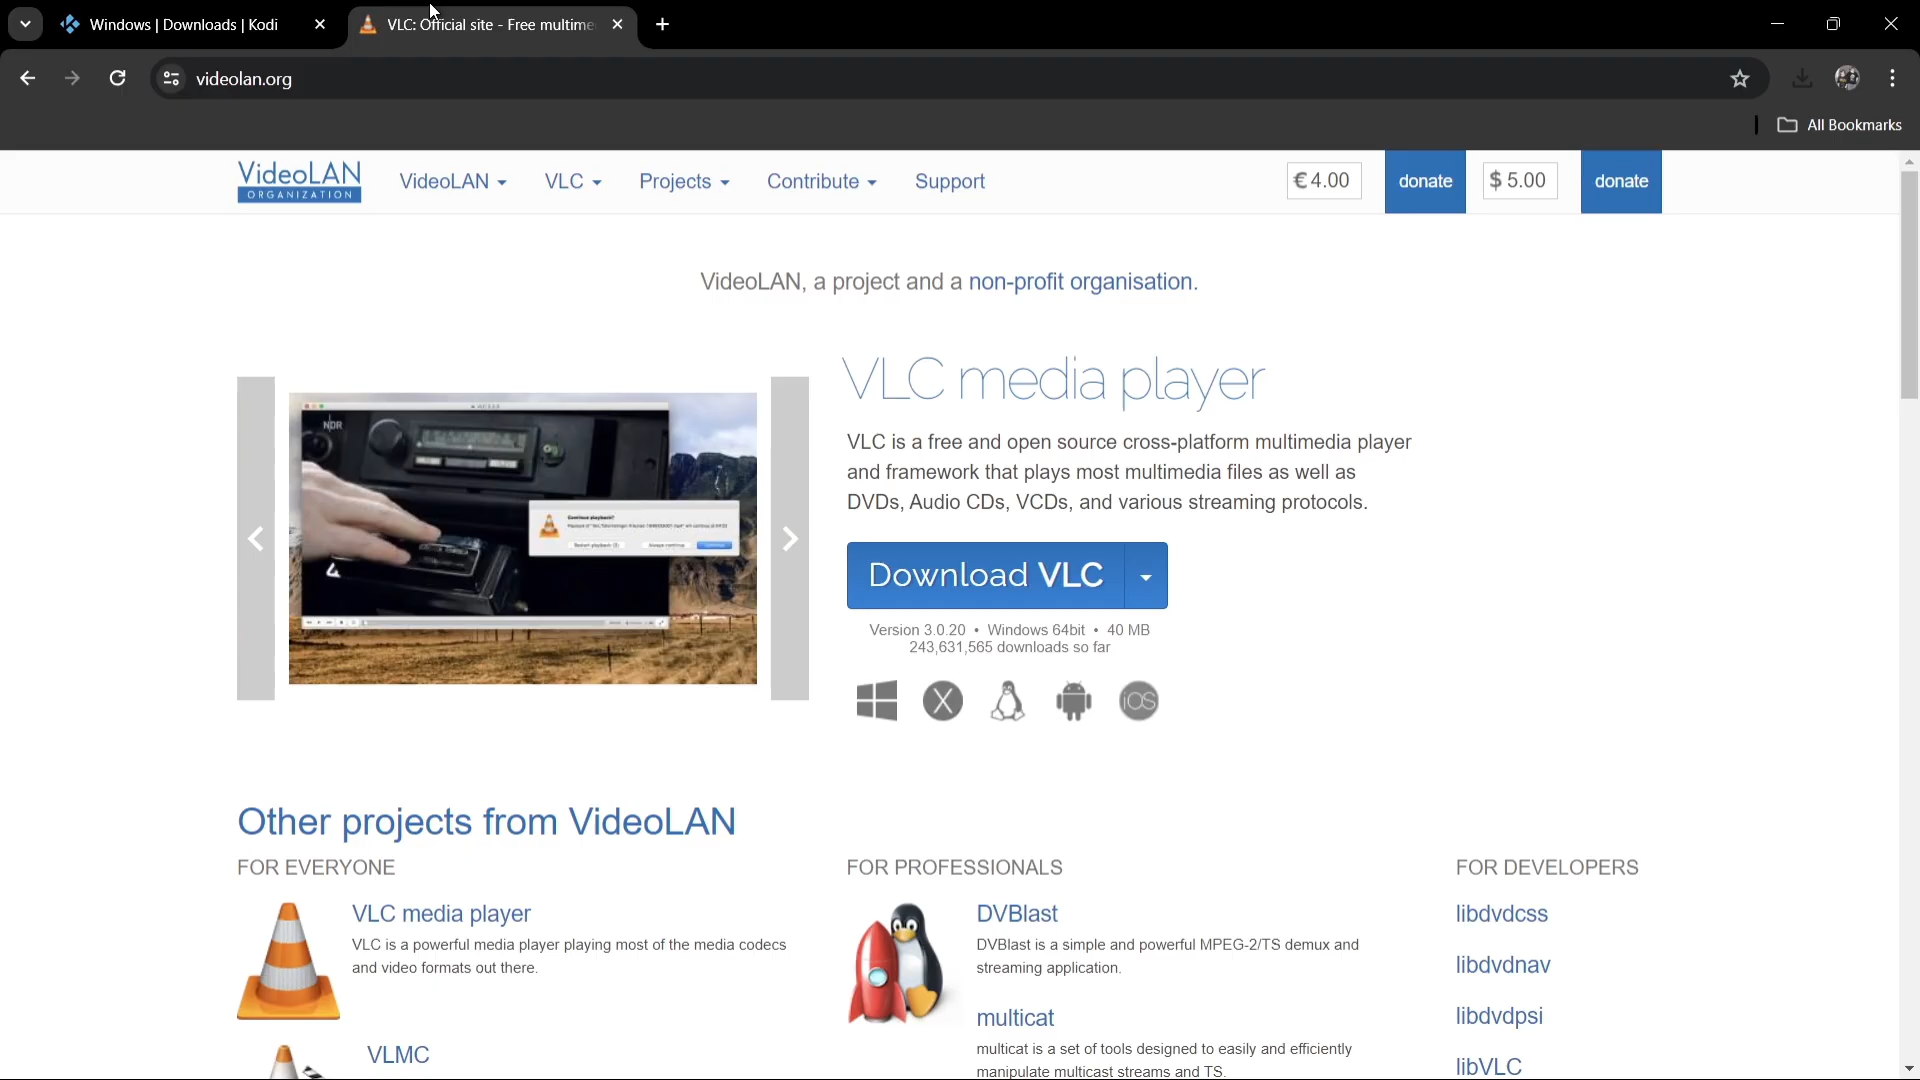 Windows | Downloads | Kodi
VLC: Official site - Free multime
videolan.org
All Bookmarks
VideoLAN
ORGANIZATION
VideoLAN
VLC
Projects
Contribute
Support
€ 4.00
donate
$ 5.00
donate
VideoLAN, a project and a non-profit organisation.
NDR
Continue playback?
VLC media player
VLC is a free and open source cross-platform multimedia player
and framework that plays most multimedia files as well as
DVDs, Audio CDs, VCDs, and various streaming protocols.
Download VLC
Version 3.0.20 • Windows 64bit • 40 MB
243,631,565 downloads so far
X
iOS
Other projects from VideoLAN
FOR EVERYONE
FOR PROFESSIONALS
FOR DEVELOPERS
VLC media player
VLC is a powerful media player playing most of the media codecs
and video formats out there.
VLMC
DVBlast
DVBlast is a simple and powerful MPEG-2/TS demux and
streaming application.
multicat
multicat is a set of tools designed to easily and efficiently
manipulate multicast streams and TS.
libdvdcss
libdvdnav
libdvdpsi
libVLC